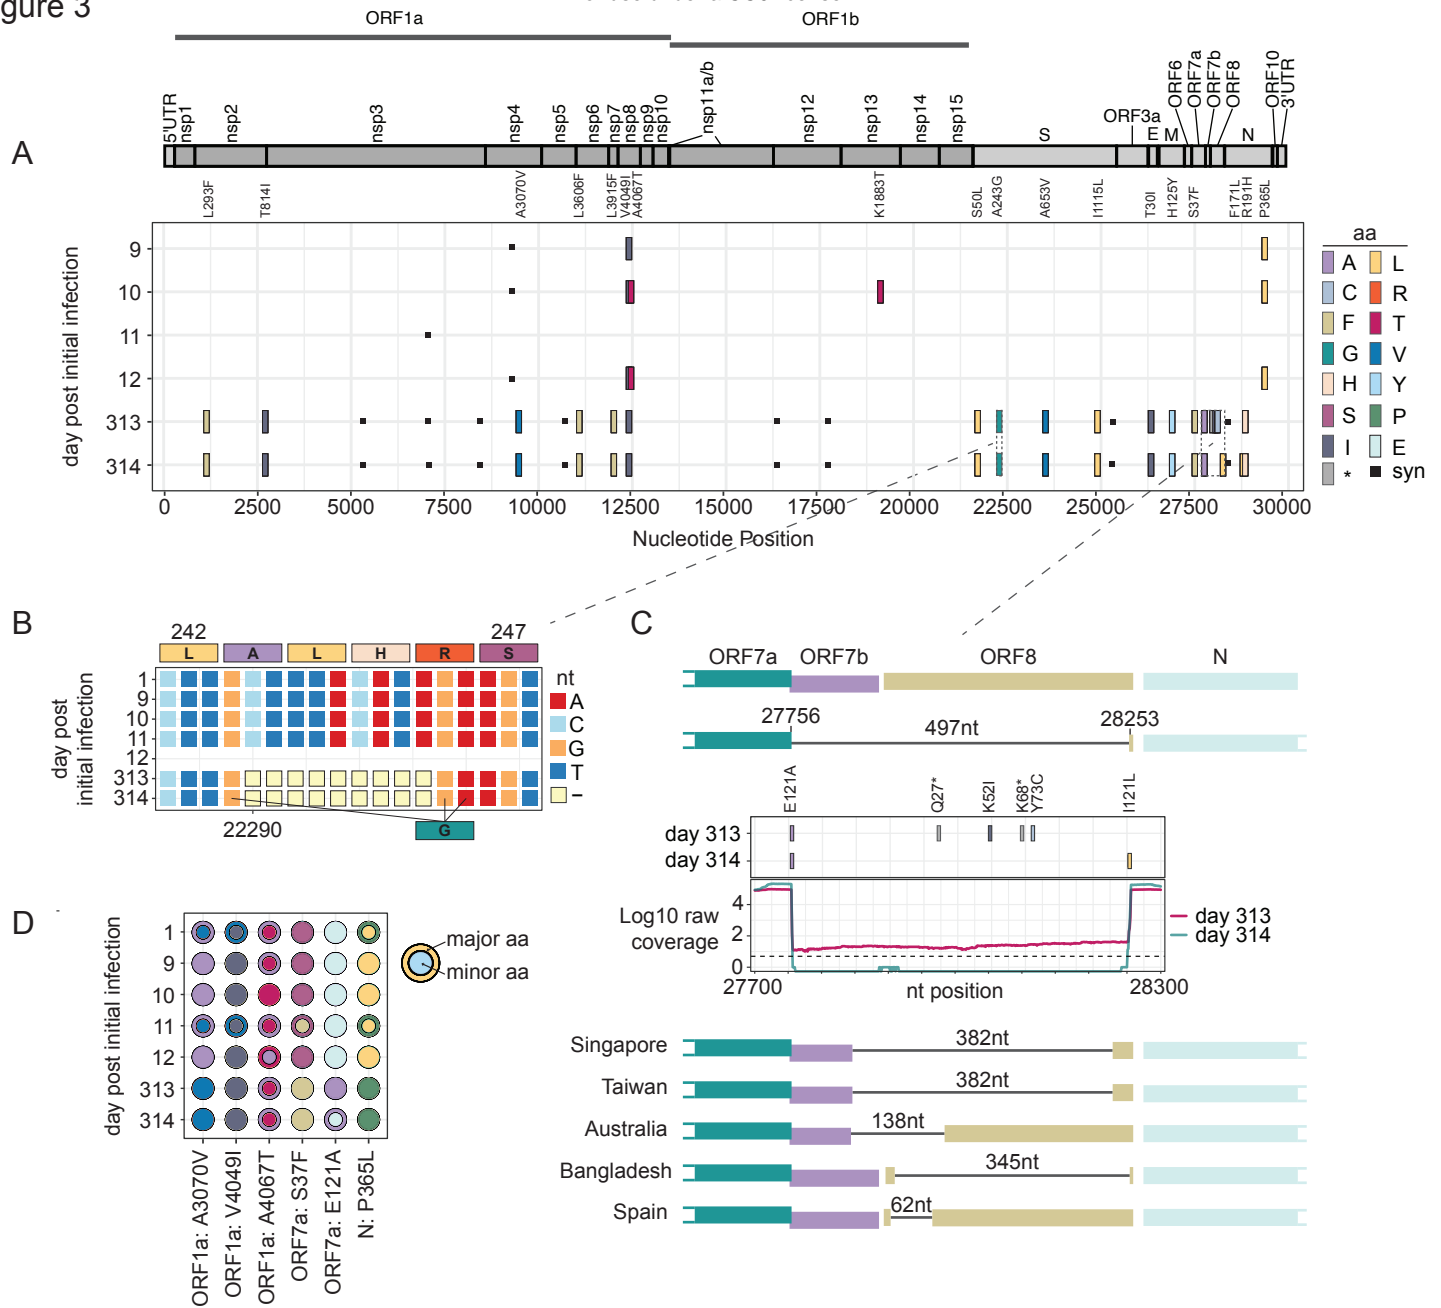 gure 3
ORF1a
ORF1b
5'UTR
nsp1
nsp2
nsp3
nsp4
nsp5
nsp6
nsp7
nsp8
nsp9
nsp10
nsp11a/b
nsp12
nsp13
nsp14
nsp15
S
ORF3a
E
M
ORF6
ORF7a
ORF7b
ORF8
N
ORF10
3'UTR
A
L293F
T814I
A3070V
L3606F
L3915F
V4049I
A4067T
K1883T
S50L
A243G
A653V
I1115L
T30I
H125Y
S37F
F171L
R191H
P365L
day post initial infection
9
10
11
12
313
314
0 2500 5000 7500 10000 12500 15000 17500 20000 22500 25000 27500 30000
Nucleotide Position
aa
A L
C R
F T
G V
H Y
S P
I E
* syn
B
242 247
L A L H R S
day post
initial infection
1
9
10
11
12
313
314
22290
G
nt
A
C
G
T
–
C
ORF7a ORF7b ORF8 N
27756 497nt 28253
E121A
Q27*
K52I
K68*
Y73C
I121L
day 313
day 314
Log10 raw
coverage
4
2
0
27700 nt position 28300
day 313
day 314
Singapore 382nt
Taiwan 382nt
Australia 138nt
Bangladesh 345nt
Spain 62nt
D
day post initial infection
1
9
10
11
12
313
314
major aa
minor aa
ORF1a: A3070V
ORF1a: V4049I
ORF1a: A4067T
ORF7a: S37F
ORF7a: E121A
N: P365L